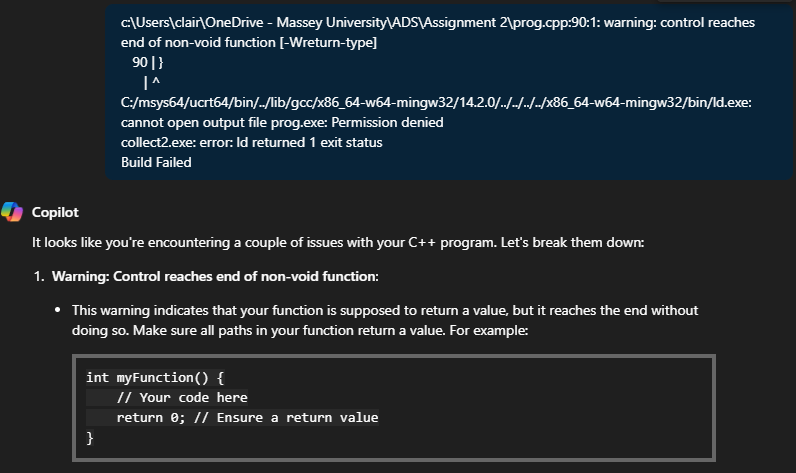 c:\Users\clair\OneDrive - Massey University\ADS\Assignment 2\prog.cpp:90:1: warning: control reaches
end of non-void function [-Wreturn-type]
90 | }
| ^
C:/msys64/ucrt64/bin/../lib/gcc/x86_64-w64-mingw32/14.2.0/../../../../x86_64-w64-mingw32/bin/ld.exe:
cannot open output file prog.exe: Permission denied
collect2.exe: error: ld returned 1 exit status
Build Failed
Copilot
It looks like you're encountering a couple of issues with your C++ program. Let's break them down:
1. Warning: Control reaches end of non-void function:
• This warning indicates that your function is supposed to return a value, but it reaches the end without
doing so. Make sure all paths in your function return a value. For example:
int myFunction() {
// Your code here
return 0; // Ensure a return value
}